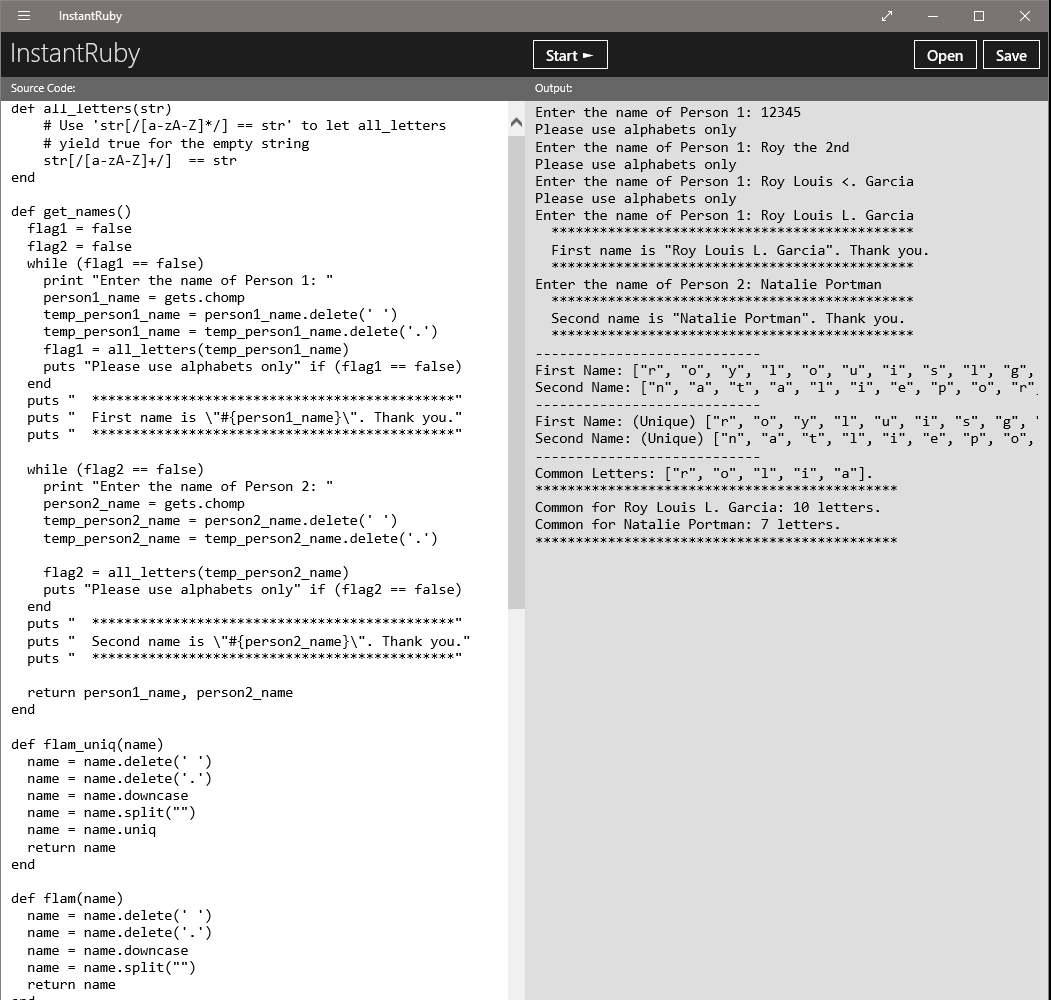 InstantRuby
InstantRuby
Start ►
Open
Save
Source Code:
Output:
def all_letters(str)
    # Use 'str[/[a-zA-Z]*/] == str' to let all_letters
    # yield true for the empty string
    str[/[a-zA-Z]+/]  == str
end

def get_names()
  flag1 = false
  flag2 = false
  while (flag1 == false)
    print "Enter the name of Person 1: "
    person1_name = gets.chomp
    temp_person1_name = person1_name.delete(' ')
    temp_person1_name = temp_person1_name.delete('.')
    flag1 = all_letters(temp_person1_name)
    puts "Please use alphabets only" if (flag1 == false)
  end
  puts "  *********************************************"
  puts "  First name is \"#{person1_name}\". Thank you."
  puts "  *********************************************"

  while (flag2 == false)
    print "Enter the name of Person 2: "
    person2_name = gets.chomp
    temp_person2_name = person2_name.delete(' ')
    temp_person2_name = temp_person2_name.delete('.')

    flag2 = all_letters(temp_person2_name)
    puts "Please use alphabets only" if (flag2 == false)
  end
  puts "  *********************************************"
  puts "  Second name is \"#{person2_name}\". Thank you."
  puts "  *********************************************"

  return person1_name, person2_name
end

def flam_uniq(name)
  name = name.delete(' ')
  name = name.delete('.')
  name = name.downcase
  name = name.split("")
  name = name.uniq
  return name
end

def flam(name)
  name = name.delete(' ')
  name = name.delete('.')
  name = name.downcase
  name = name.split("")
  return name
end
Enter the name of Person 1: 12345
Please use alphabets only
Enter the name of Person 1: Roy the 2nd
Please use alphabets only
Enter the name of Person 1: Roy Louis <. Garcia
Please use alphabets only
Enter the name of Person 1: Roy Louis L. Garcia
  *********************************************
  First name is "Roy Louis L. Garcia". Thank you.
  *********************************************
Enter the name of Person 2: Natalie Portman
  *********************************************
  Second name is "Natalie Portman". Thank you.
  *********************************************
----------------------------
First Name: ["r", "o", "y", "l", "o", "u", "i", "s", "l", "g",
Second Name: ["n", "a", "t", "a", "l", "i", "e", "p", "o", "r"
----------------------------
First Name: (Unique) ["r", "o", "y", "l", "u", "i", "s", "g", "
Second Name: (Unique) ["n", "a", "t", "l", "i", "e", "p", "o",
----------------------------
Common Letters: ["r", "o", "l", "i", "a"].
*********************************************
Common for Roy Louis L. Garcia: 10 letters.
Common for Natalie Portman: 7 letters.
*********************************************